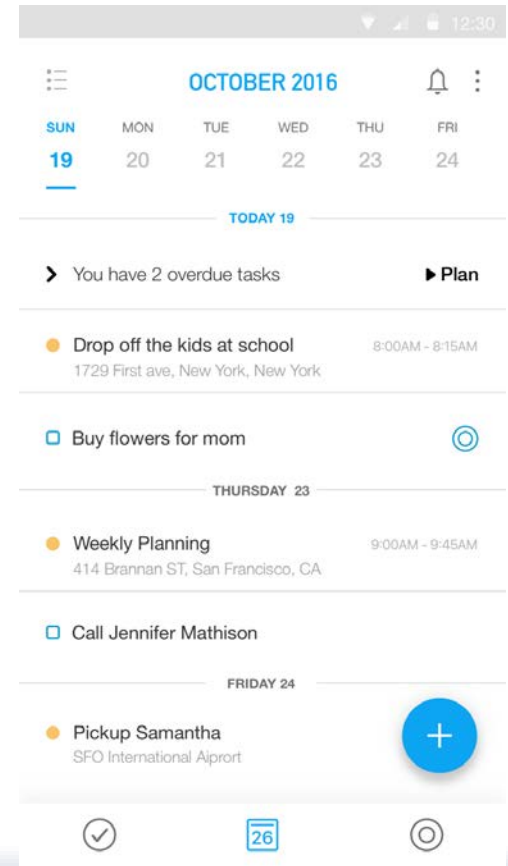 12:30
OCTOBER 2016
SUN MON TUE WED THU FRI
19 20 21 22 23 24
TODAY 19
You have 2 overdue tasks Plan
Drop off the kids at school 8:00AM - 8:15AM
1729 First ave, New York, New York
Buy flowers for mom
THURSDAY 23
Weekly Planning 9:00AM - 9:45AM
414 Brannan ST, San Francisco, CA
Call Jennifer Mathison
FRIDAY 24
Pickup Samantha
SFO International Aiprort
26